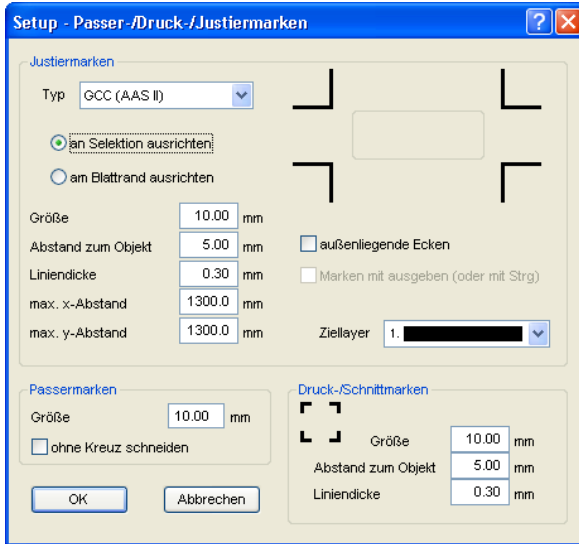 Setup - Passer-/Druck-/Justiermarken
Justiermarken
Typ GCC (AAS II)
an Selektion ausrichten
am Blattrand ausrichten
Größe 10.00 mm
Abstand zum Objekt 5.00 mm
Liniendicke 0.30 mm
max. x-Abstand 1300.0 mm
max. y-Abstand 1300.0 mm
außenliegende Ecken
Marken mit ausgeben (oder mit Strg)
Ziellayer 1.
Passermarken
Größe 10.00 mm
ohne Kreuz schneiden
Druck-/Schnittmarken
Größe 10.00 mm
Abstand zum Objekt 5.00 mm
Liniendicke 0.30 mm
OK Abbrechen